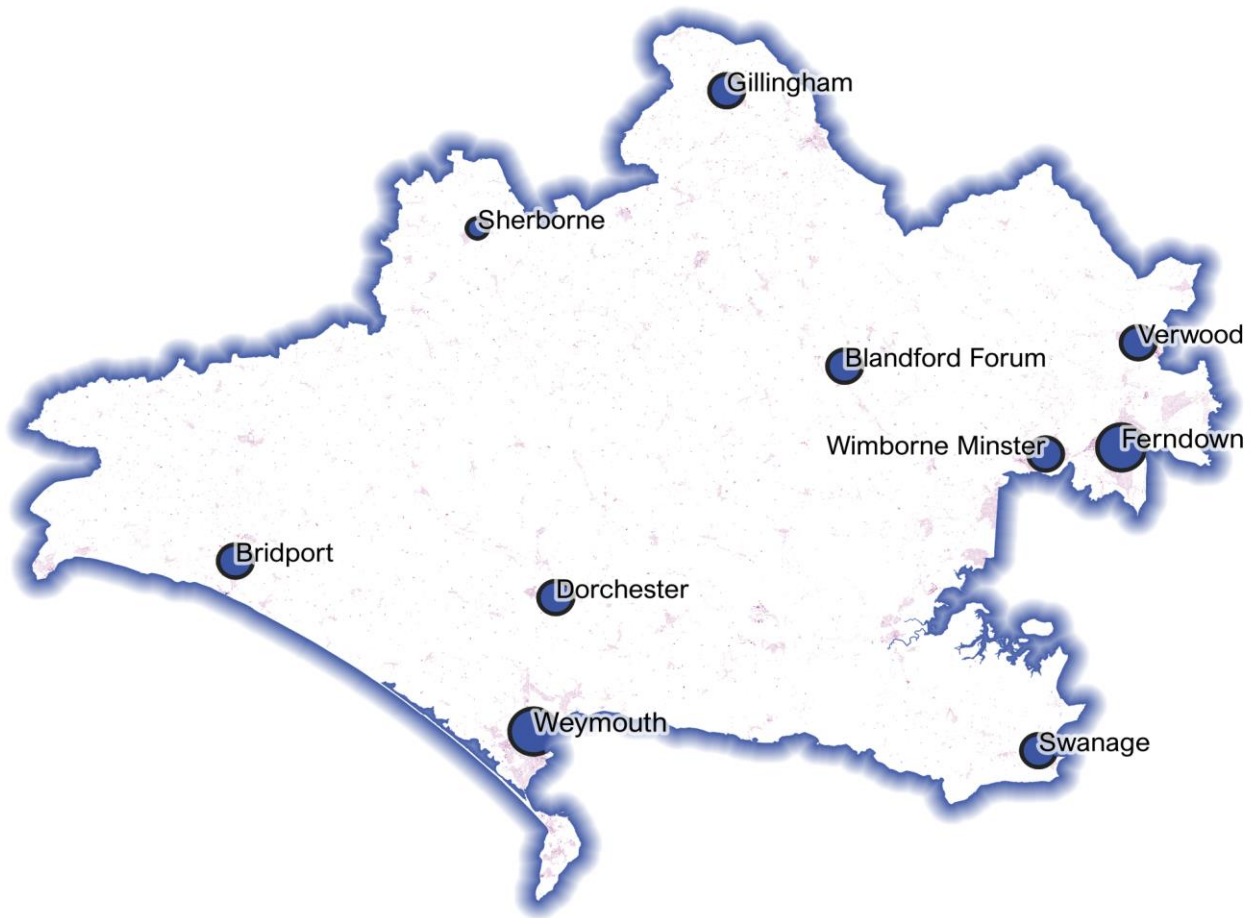 Gillingham
Sherborne
Verwood
Blandford Forum
Ferndown
Wimborne Minster
Bridport
Dorchester
Weymouth
Swanage